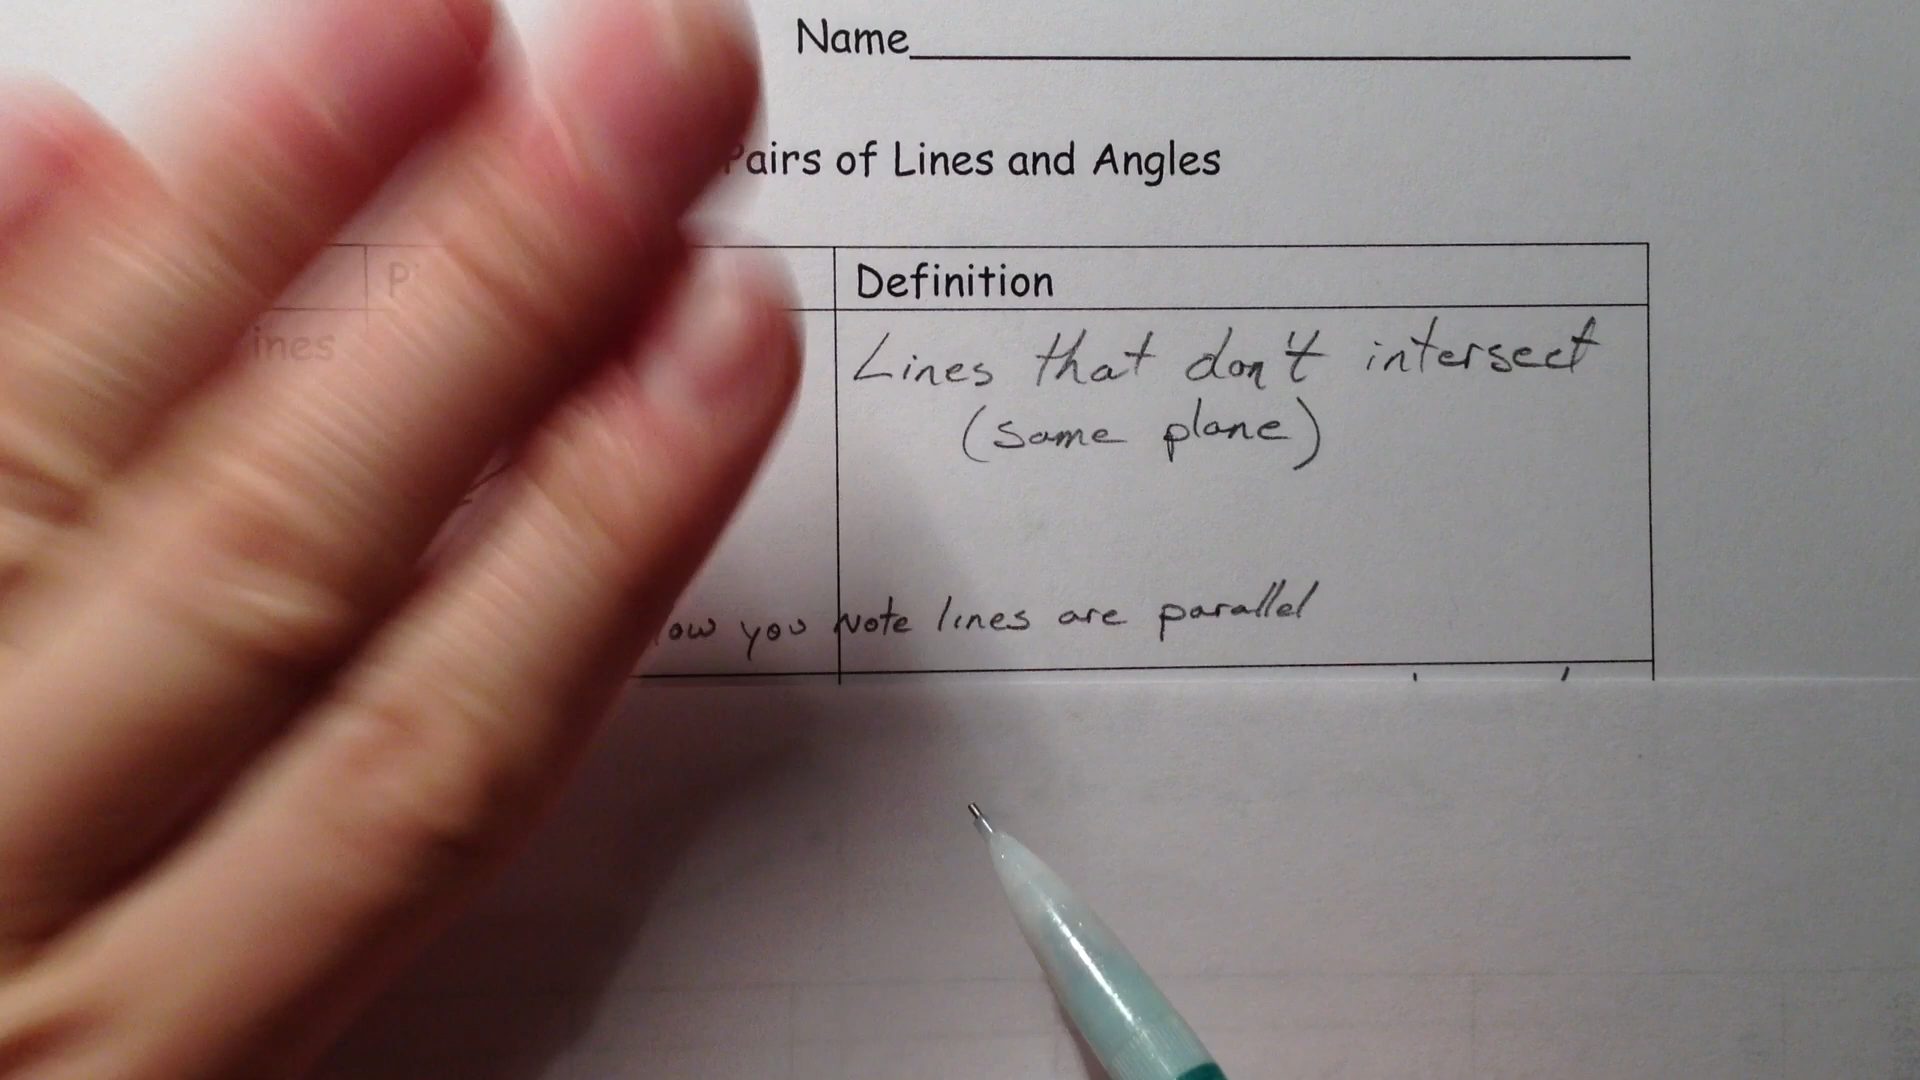 Name
Pairs of Lines and Angles
Definition
Lines that don't intersect
(same plane)
you note lines are parallel